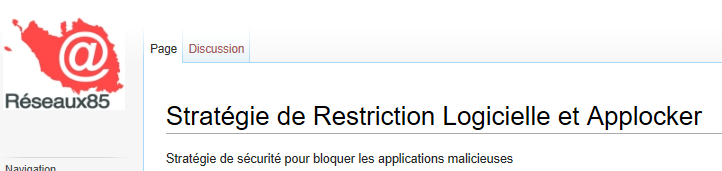 @
Réseaux85
Page Discussion
Stratégie de Restriction Logicielle et Applocker
Stratégie de sécurité pour bloquer les applications malicieuses
Navigation